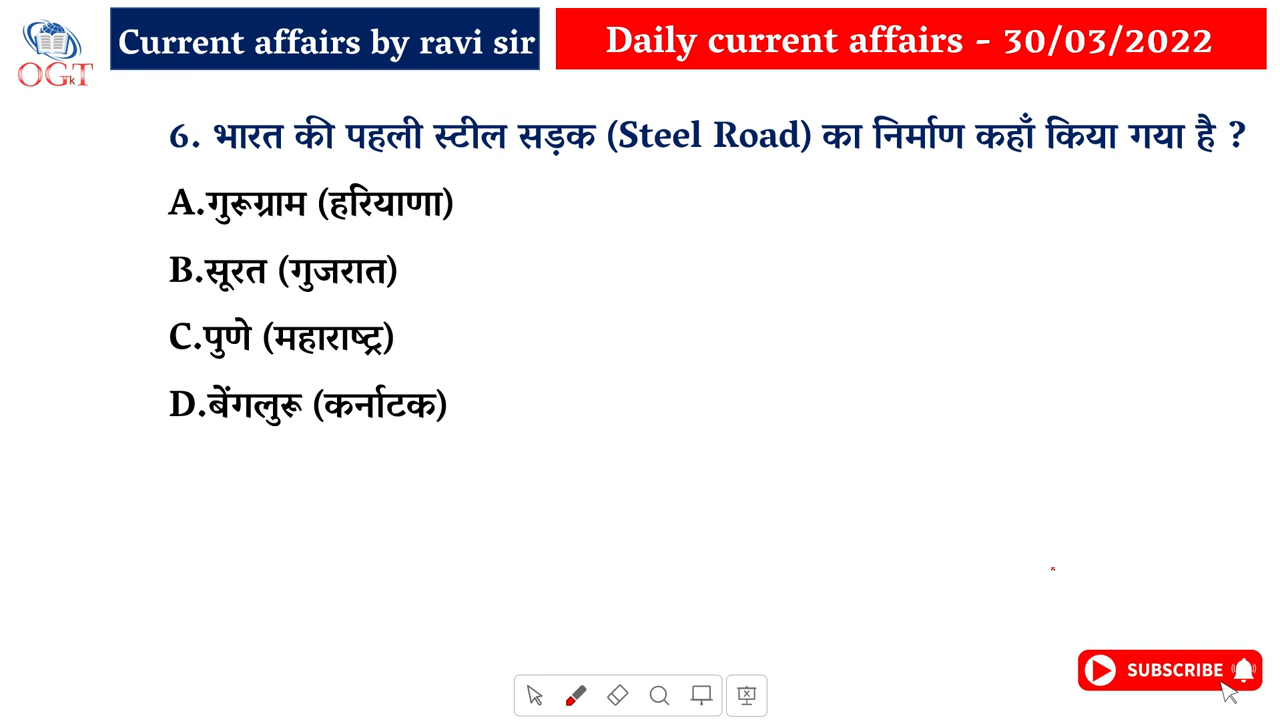 Current affairs by ravi sir
Daily current affairs - 30/03/2022
OGTrkT
6. भारत की पहली स्टील सड़क (Steel Road) का निर्माण कहाँ किया गया है ?
A.गुरूग्राम (हरियाणा)
B.सूरत (गुजरात)
C.पुणे (महाराष्ट्र)
D.बेंगलुरू (कर्नाटक)
SUBSCRIBE